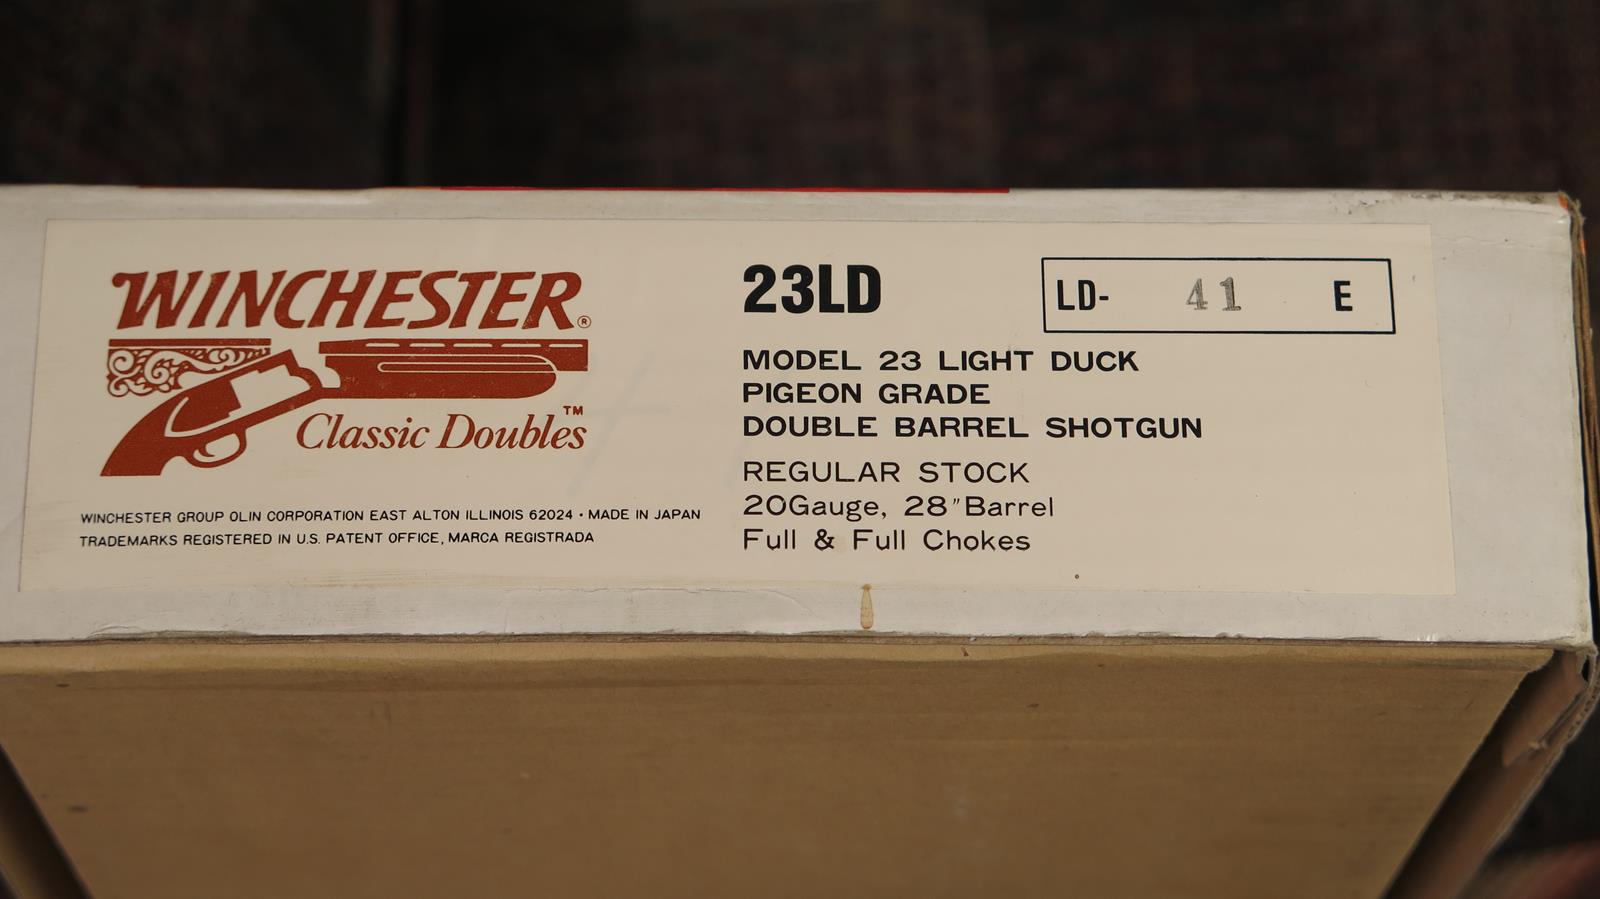 WINCHESTER®
Classic Doubles™
WINCHESTER GROUP OLIN CORPORATION EAST ALTON ILLINOIS 62024 • MADE IN JAPAN
TRADEMARKS REGISTERED IN U.S. PATENT OFFICE, MARCA REGISTRADA
23LD
LD- 41 E
MODEL 23 LIGHT DUCK
PIGEON GRADE
DOUBLE BARREL SHOTGUN
REGULAR STOCK
20Gauge, 28″Barrel
Full & Full Chokes